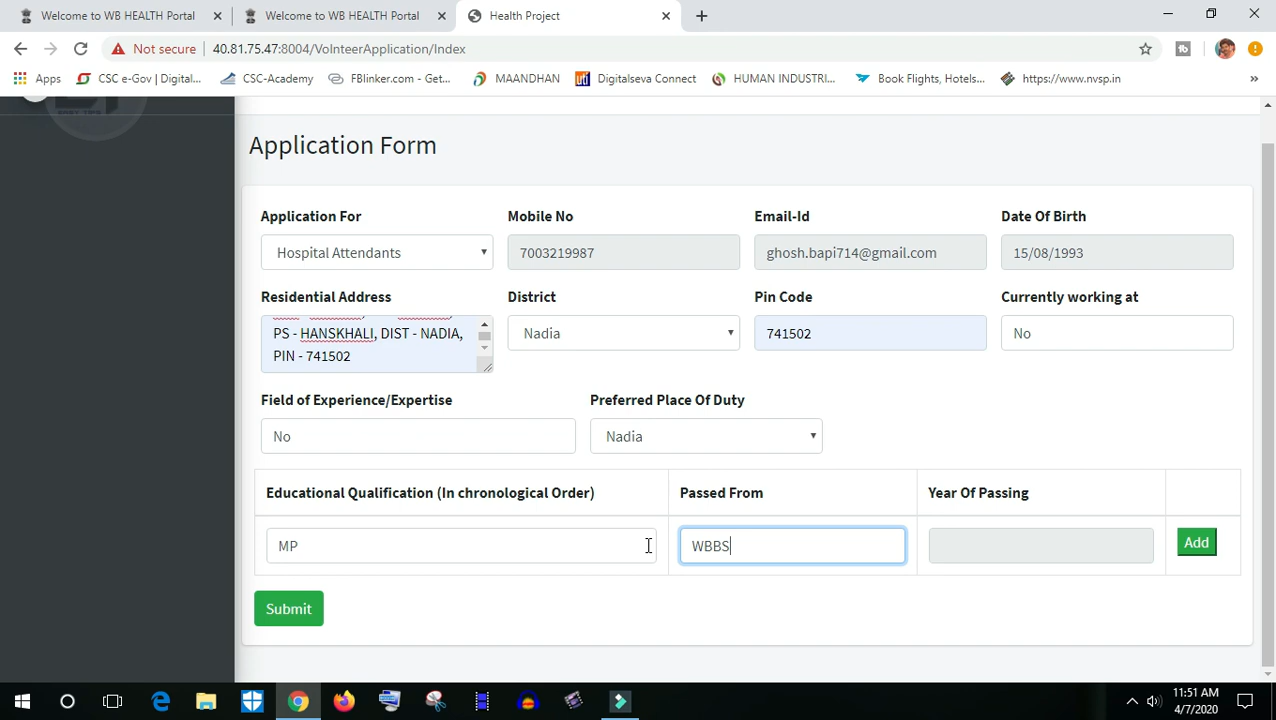 Welcome to WB HEALTH Portal
Welcome to WB HEALTH Portal
Health Project
Not secure
40.81.75.47:8004/VolnteerApplication/Index
Apps
CSC e-Gov | Digital...
CSC-Academy
FBlinker.com - Get...
MAANDHAN
Digitalseva Connect
HUMAN INDUSTRI...
Book Flights, Hotels...
https://www.nvsp.in
»
Application Form
Application For
Mobile No
Email-Id
Date Of Birth
Hospital Attendants
7003219987
ghosh.bapi714@gmail.com
15/08/1993
Residential Address
District
Pin Code
Currently working at
PS - HANSKHALI, DIST - NADIA,
PIN - 741502
Nadia
741502
No
Field of Experience/Expertise
Preferred Place Of Duty
No
Nadia
Educational Qualification (In chronological Order)
Passed From
Year Of Passing
MP
WBBS
Add
Submit
11:51 AM
4/7/2020